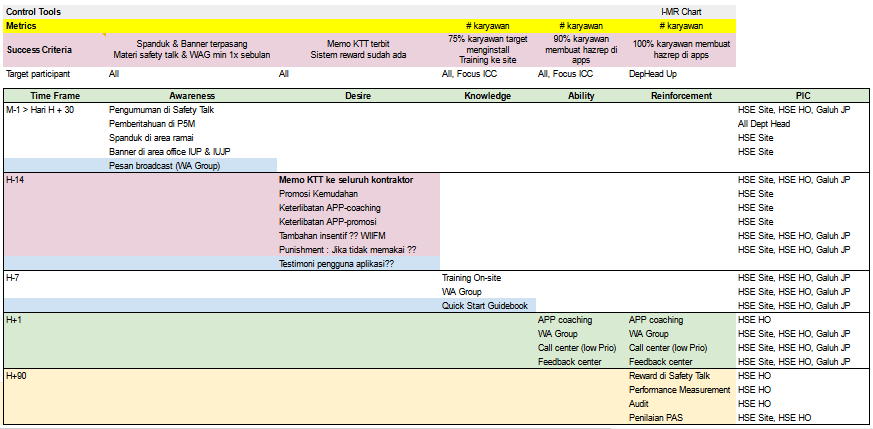 Control Tools I-MR Chart
Metrics # karyawan # karyawan # karyawan
Success Criteria Spanduk & Banner terpasang Materi safety talk & WAG min 1x sebulan Memo KTT terbit Sistem reward sudah ada 75% karyawan target menginstall Training ke site 90% karyawan membuat hazrep di apps 100% karyawan membuat hazrep di apps
Target participant All All All, Focus ICC All, Focus ICC DepHead Up
Time Frame Awareness Desire Knowledge Ability Reinforcement PIC
M-1 > Hari H + 30 Pengumuman di Safety Talk HSE Site, HSE HO, Galuh JP
Pemberitahuan di P5M All Dept Head
Spanduk di area ramai HSE Site
Banner di area office IUP & IUJP HSE Site
Pesan broadcast (WA Group)
H-14 Memo KTT ke seluruh kontraktor HSE Site, HSE HO, Galuh JP
Promosi Kemudahan HSE Site
Keterlibatan APP-coaching HSE Site
Keterlibatan APP-promosi HSE Site
Tambahan insentif ?? WIIFM HSE Site, HSE HO, Galuh JP
Punishment : Jika tidak memakai ?? HSE Site, HSE HO, Galuh JP
Testimoni pengguna aplikasi??
H-7 Training On-site HSE Site, HSE HO, Galuh JP
WA Group HSE Site, HSE HO, Galuh JP
Quick Start Guidebook HSE Site, HSE HO, Galuh JP
H+1 APP coaching APP coaching HSE HO
WA Group WA Group HSE Site, HSE HO, Galuh JP
Call center (low Prio) Call center (low Prio) HSE Site, HSE HO, Galuh JP
Feedback center Feedback center HSE Site, HSE HO, Galuh JP
H+90 Reward di Safety Talk HSE HO
Performance Measurement HSE HO
Audit HSE HO
Penilaian PAS HSE Site, HSE HO